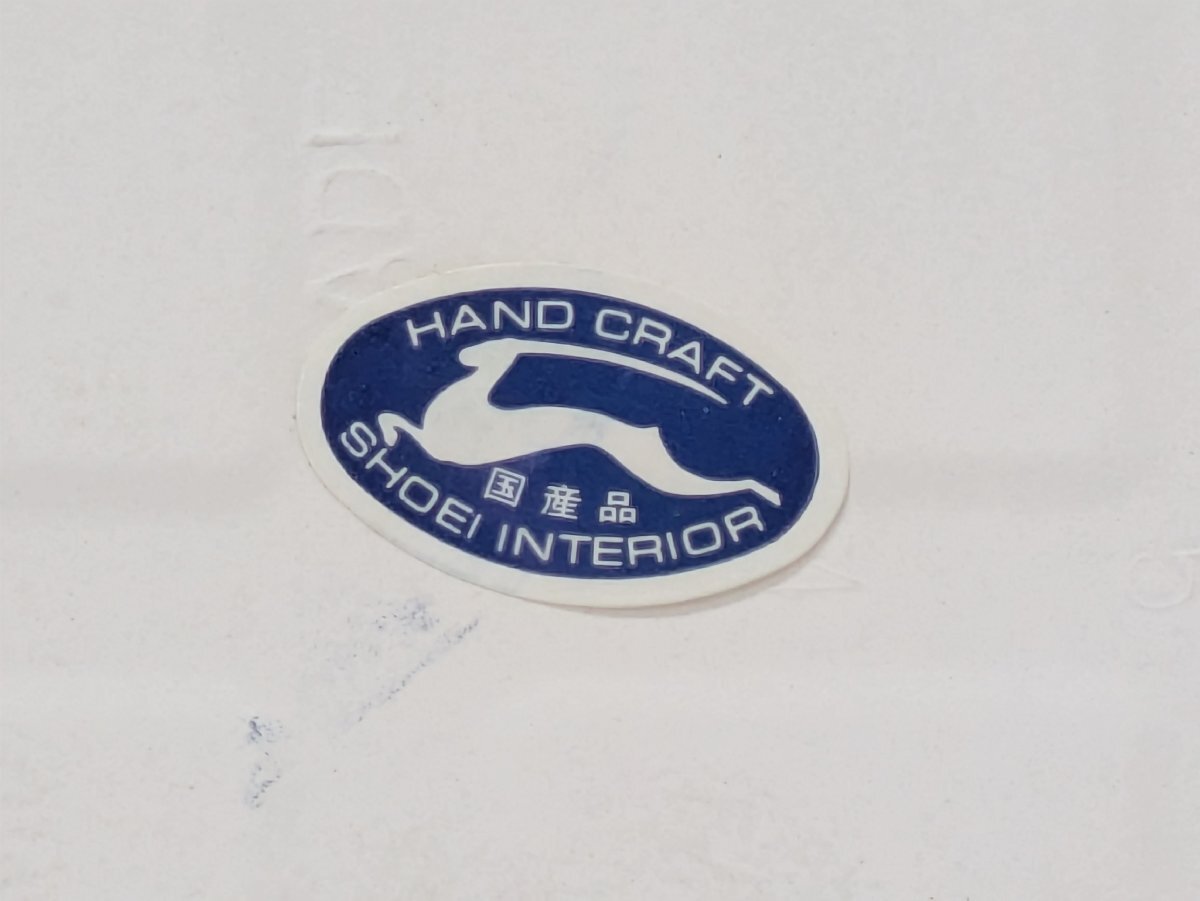 HAND CRAFT
国産品
SHOEI INTERIOR